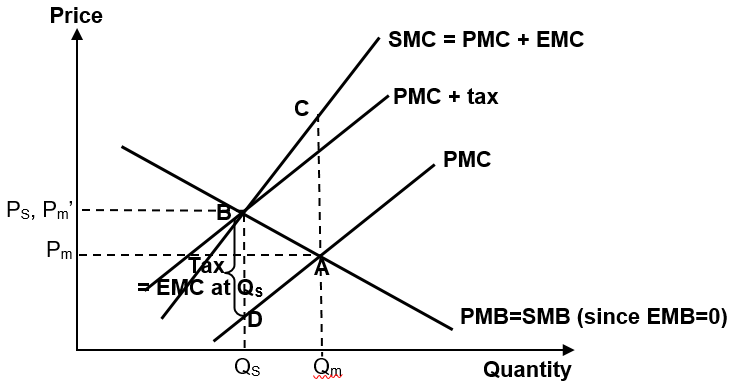 Price
SMC = PMC + EMC
PMC + tax
C
PMC
PS, Pm’
B
Pm
Tax
= EMC at Qs
A
D
PMB=SMB (since EMB=0)
QS
Qm
Quantity